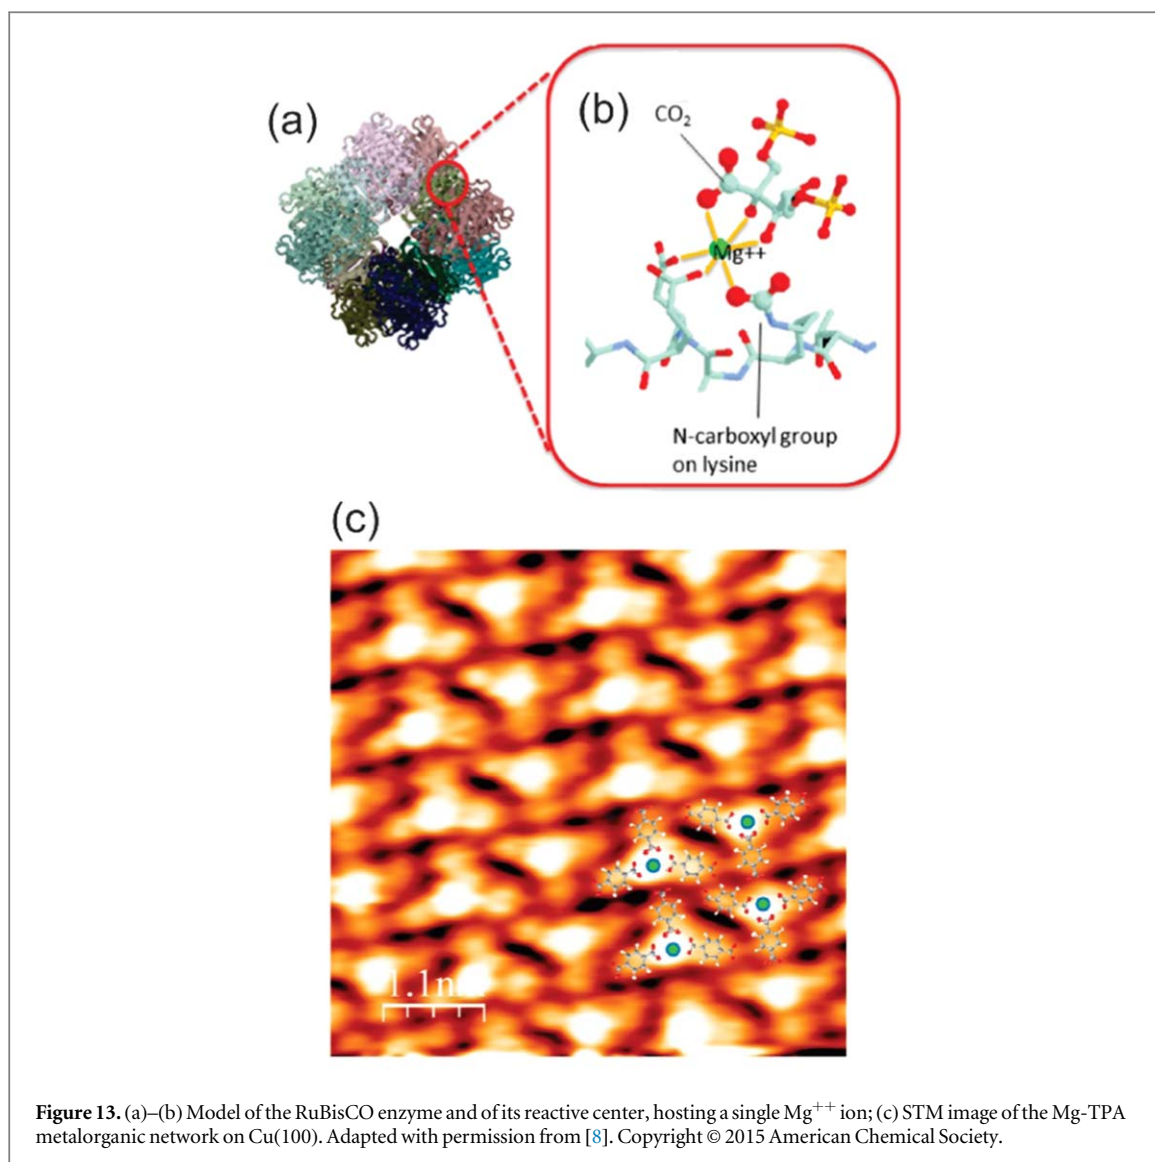 (a)
(b)
CO2
Mg++
N-carboxyl group
on lysine
(c)
1.1nm
Figure 13. (a)–(b) Model of the RuBisCO enzyme and of its reactive center, hosting a single Mg++ ion; (c) STM image of the Mg-TPA
metalorganic network on Cu(100). Adapted with permission from [8]. Copyright © 2015 American Chemical Society.